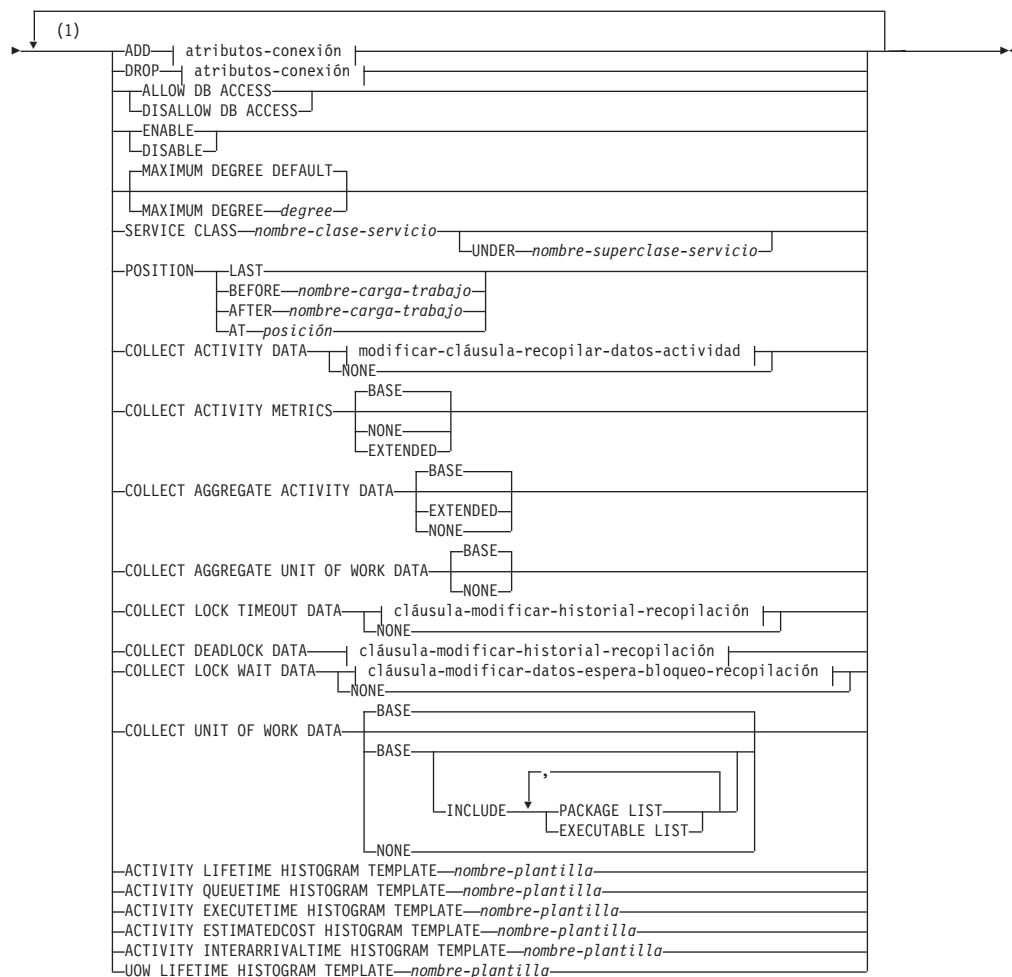 (1)
ADD atributos-conexión
DROP atributos-conexión
ALLOW DB ACCESS
DISALLOW DB ACCESS
ENABLE
DISABLE
MAXIMUM DEGREE DEFAULT
MAXIMUM DEGREE degree
SERVICE CLASS nombre-clase-servicio
UNDER nombre-superclase-servicio
POSITION LAST
BEFORE nombre-carga-trabajo
AFTER nombre-carga-trabajo
AT posición
COLLECT ACTIVITY DATA modificar-cláusula-recopilar-datos-actividad
NONE
BASE
COLLECT ACTIVITY METRICS
NONE
EXTENDED
BASE
COLLECT AGGREGATE ACTIVITY DATA
EXTENDED
NONE
BASE
COLLECT AGGREGATE UNIT OF WORK DATA
NONE
COLLECT LOCK TIMEOUT DATA cláusula-modificar-historial-recopilación
NONE
COLLECT DEADLOCK DATA cláusula-modificar-historial-recopilación
COLLECT LOCK WAIT DATA cláusula-modificar-datos-espera-bloqueo-recopilación
NONE
BASE
COLLECT UNIT OF WORK DATA
BASE
,
INCLUDE PACKAGE LIST
EXECUTABLE LIST
NONE
ACTIVITY LIFETIME HISTOGRAM TEMPLATE nombre-plantilla
ACTIVITY QUEUETIME HISTOGRAM TEMPLATE nombre-plantilla
ACTIVITY EXECUTETIME HISTOGRAM TEMPLATE nombre-plantilla
ACTIVITY ESTIMATEDCOST HISTOGRAM TEMPLATE nombre-plantilla
ACTIVITY INTERARRIVALTIME HISTOGRAM TEMPLATE nombre-plantilla
UOW LIFETIME HISTOGRAM TEMPLATE nombre-plantilla